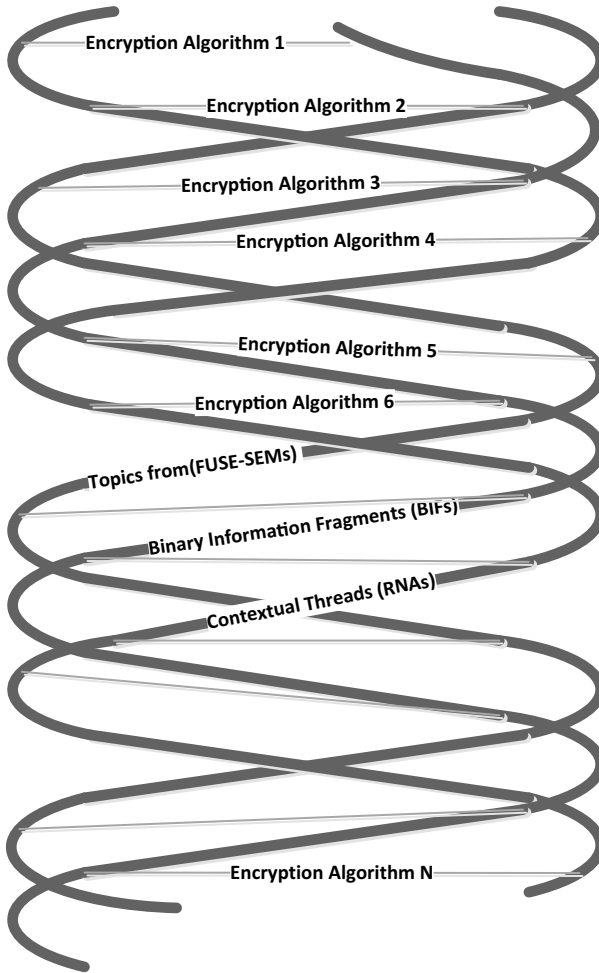 Encryption Algorithm 1
Encryption Algorithm 2
Encryption Algorithm 3
Encryption Algorithm 4
Encryption Algorithm 5
Encryption Algorithm 6
Topics from(FUSE-SEMs)
Binary Information Fragments (BIFs)
Contextual Threads (RNAs)
Encryption Algorithm N